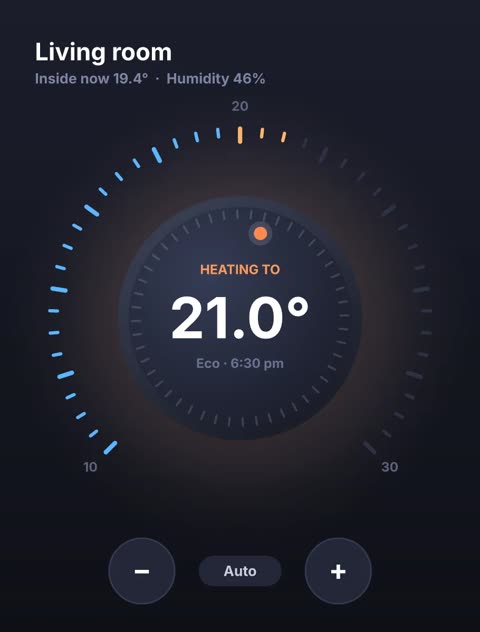 Living room
Inside now 19.4° · Humidity 46%
20
HEATING TO
21.0°
Eco · 6:30 pm
10
30
−
Auto
+